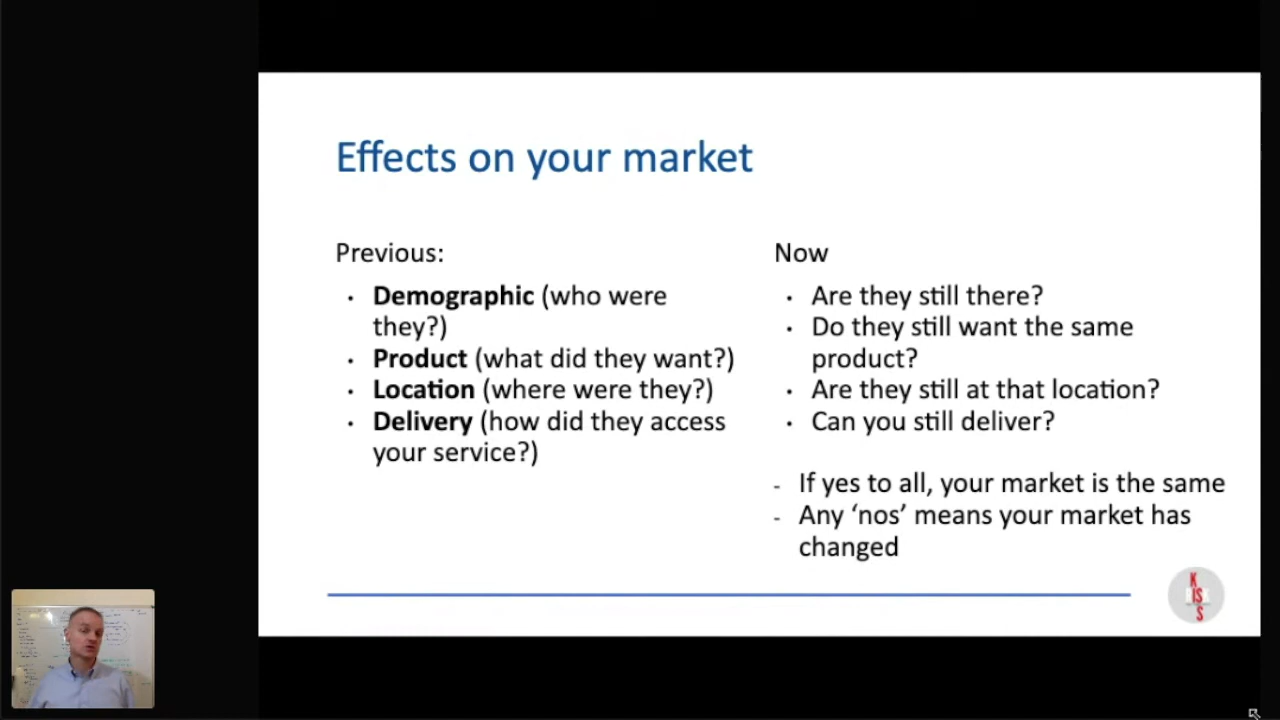 Effects on your market
Previous:
· Demographic (who were
they?)
· Product (what did they want?)
· Location (where were they?)
· Delivery (how did they access
your service?)
Now
· Are they still there?
· Do they still want the same
product?
· Are they still at that location?
· Can you still deliver?
- If yes to all, your market is the same
- Any ‘nos’ means your market has
changed
K
IS
S